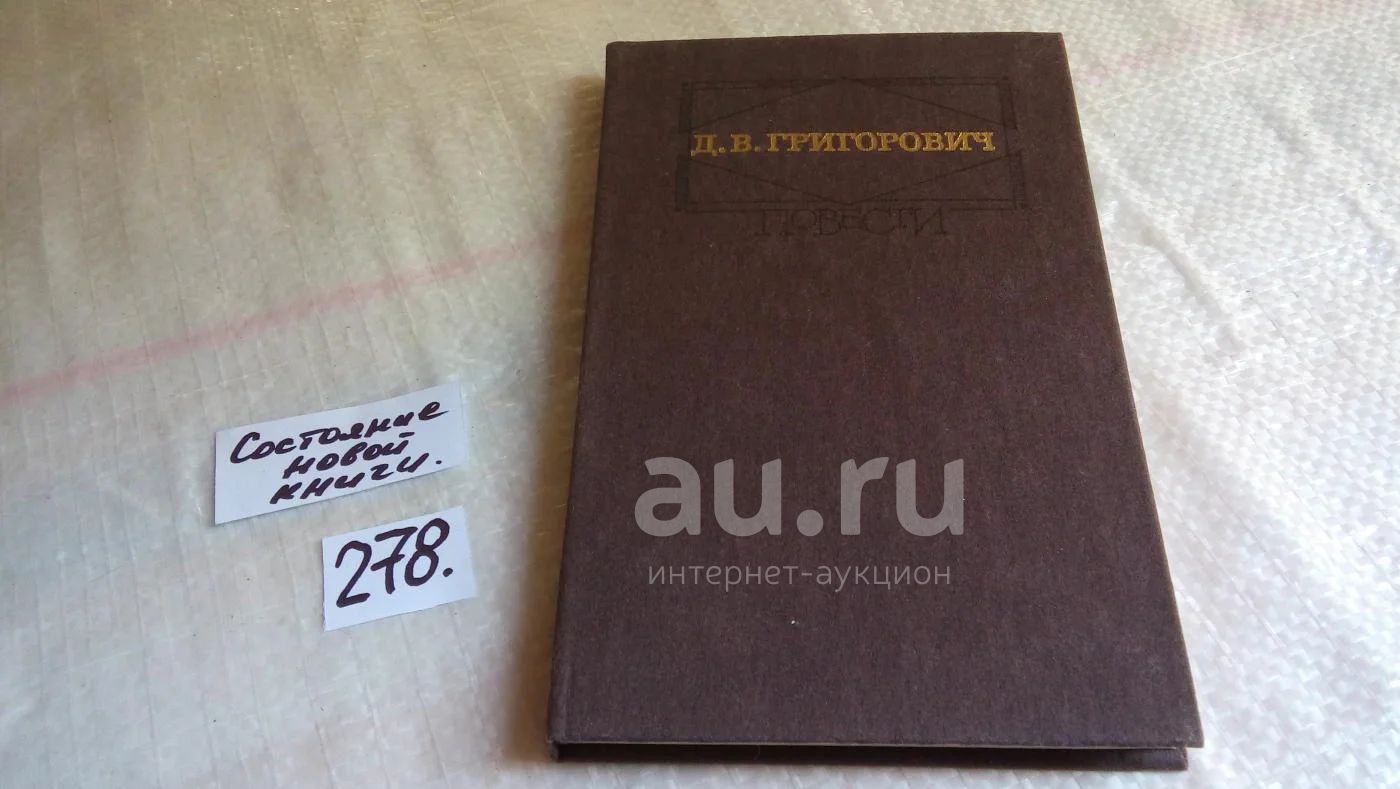 Д. В. ГРИГОРОВИЧ
ПОВЕСТИ
Состояние
новой
книги.
278.
au.ru
интернет-аукцион